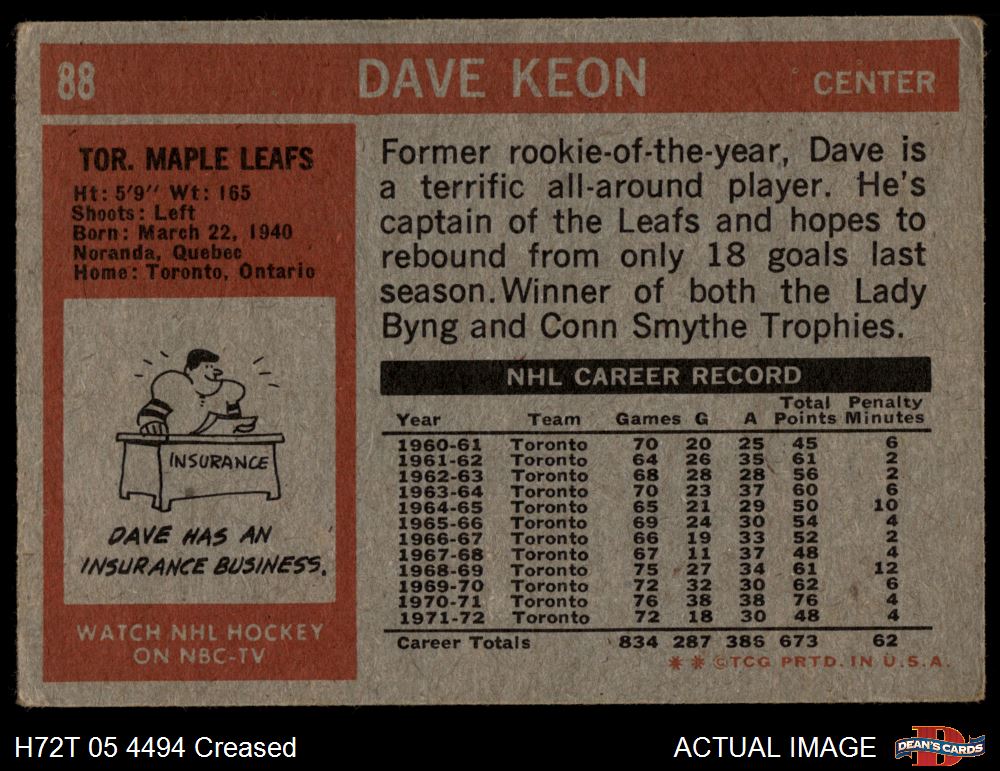 88 DAVE KEON CENTER
TOR. MAPLE LEAFS
Ht: 5'9" Wt: 165
Shoots: Left
Born: March 22, 1940
Noranda, Quebec
Home: Toronto, Ontario
INSURANCE
DAVE HAS AN
INSURANCE BUSINESS.
WATCH NHL HOCKEY
ON NBC-TV
Former rookie-of-the-year, Dave is
a terrific all-around player. He's
captain of the Leafs and hopes to
rebound from only 18 goals last
season. Winner of both the Lady
Byng and Conn Smythe Trophies.
NHL CAREER RECORD
Total Penalty
Year Team Games G A Points Minutes
1960-61 Toronto 70 20 25 45 6
1961-62 Toronto 64 26 35 61 2
1962-63 Toronto 68 28 28 56 2
1963-64 Toronto 70 23 37 60 6
1964-65 Toronto 65 21 29 50 10
1965-66 Toronto 69 24 30 54 4
1966-67 Toronto 66 19 33 52 2
1967-68 Toronto 67 11 37 48 4
1968-69 Toronto 75 27 34 61 12
1969-70 Toronto 72 32 30 62 6
1970-71 Toronto 76 38 38 76 4
1971-72 Toronto 72 18 30 48 4
Career Totals 834 287 386 673 62
* * ©TCG PRTD. IN U.S.A.
H72T 05 4494 Creased
ACTUAL IMAGE
D
DEAN'S CARDS